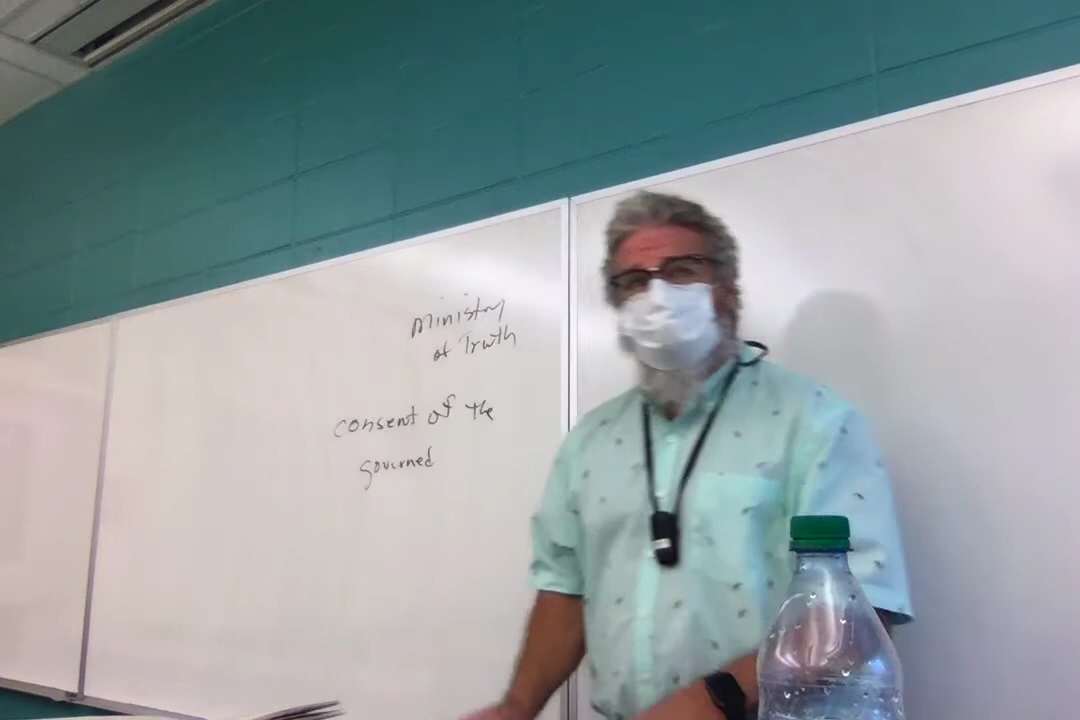 ministry
of Truth
consent of the
governed